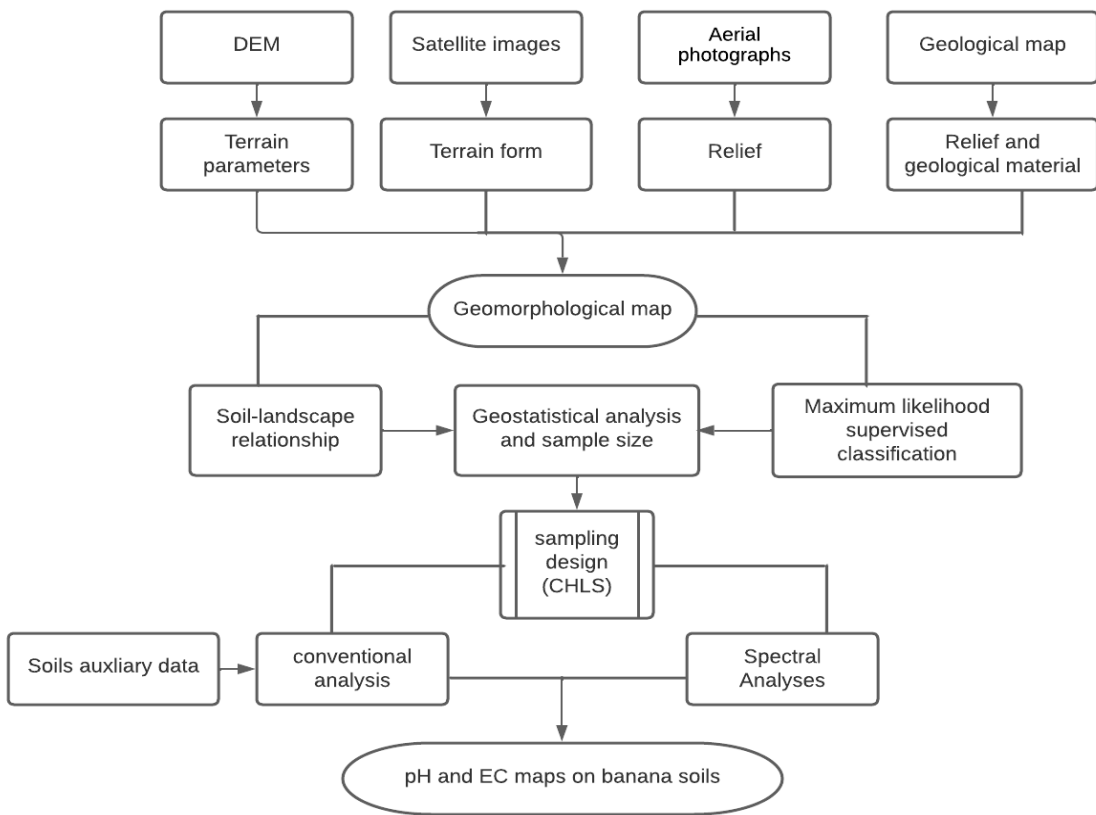 DEM
Satellite images
Aerial
photographs
Geological map
Terrain
parameters
Terrain form
Relief
Relief and
geological material
Geomorphological map
Soil-landscape
relationship
Geostatistical analysis
and sample size
Maximum likelihood
supervised
classification
sampling
design
(CHLS)
Soils auxliary data
conventional
analysis
Spectral
Analyses
pH and EC maps on banana soils